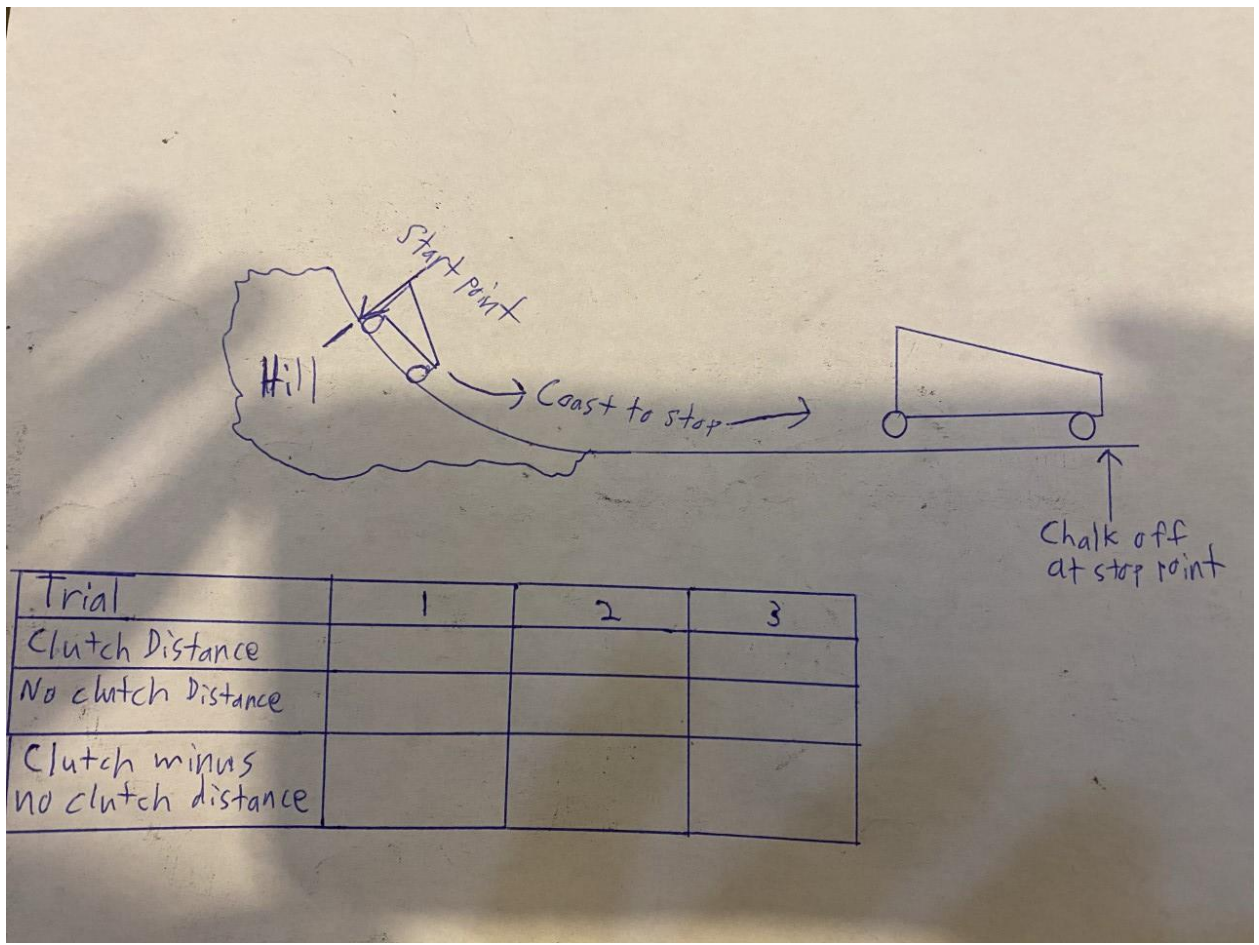 Start point
Hill
Coast to stop
Chalk off
at stop point
Trial 1 2 3
Clutch Distance
No clutch Distance
Clutch minus
no clutch distance